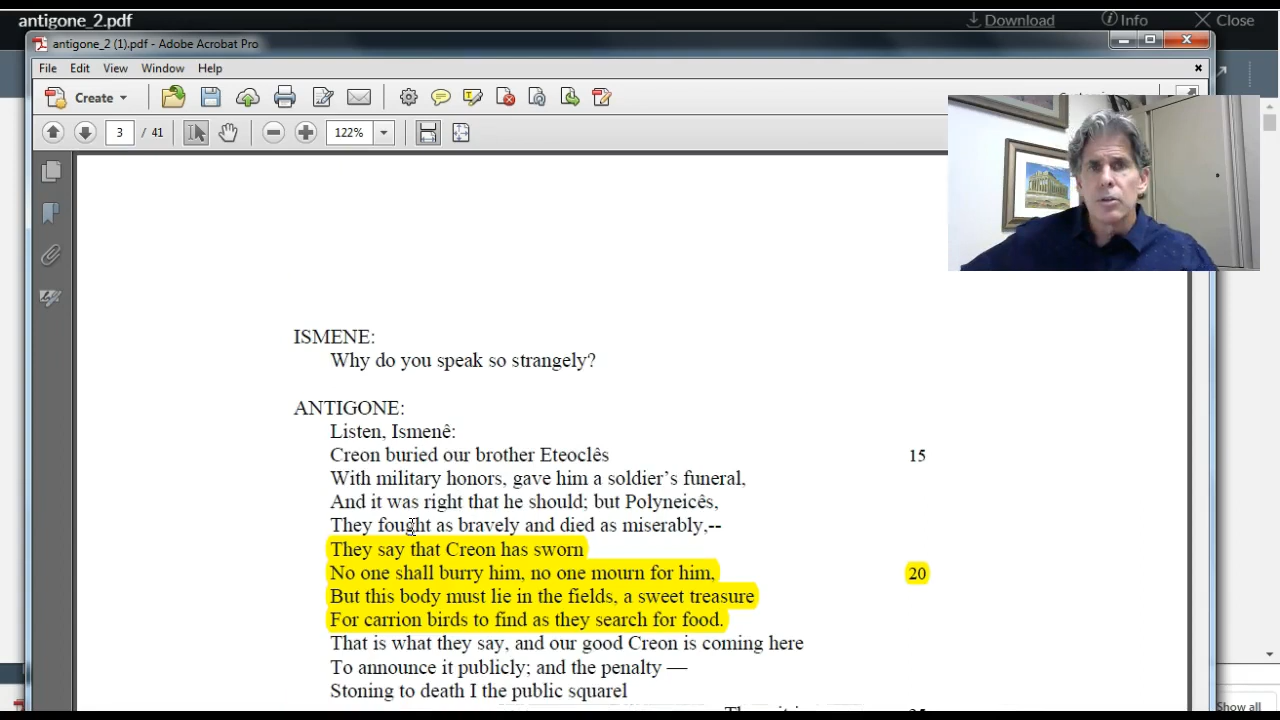 antigone_2.pdf
Download
Info
Close
antigone_2 (1).pdf - Adobe Acrobat Pro
File Edit View Window Help
Create
3 / 41
122%
ISMENE:
Why do you speak so strangely?
ANTIGONE:
Listen, Ismenê:
Creon buried our brother Eteoclês 15
With military honors, gave him a soldier's funeral,
And it was right that he should; but Polyneicês,
They fought as bravely and died as miserably,--
They say that Creon has sworn
No one shall burry him, no one mourn for him, 20
But this body must lie in the fields, a sweet treasure
For carrion birds to find as they search for food.
That is what they say, and our good Creon is coming here
To announce it publicly; and the penalty —
Stoning to death I the public squarel
Show all